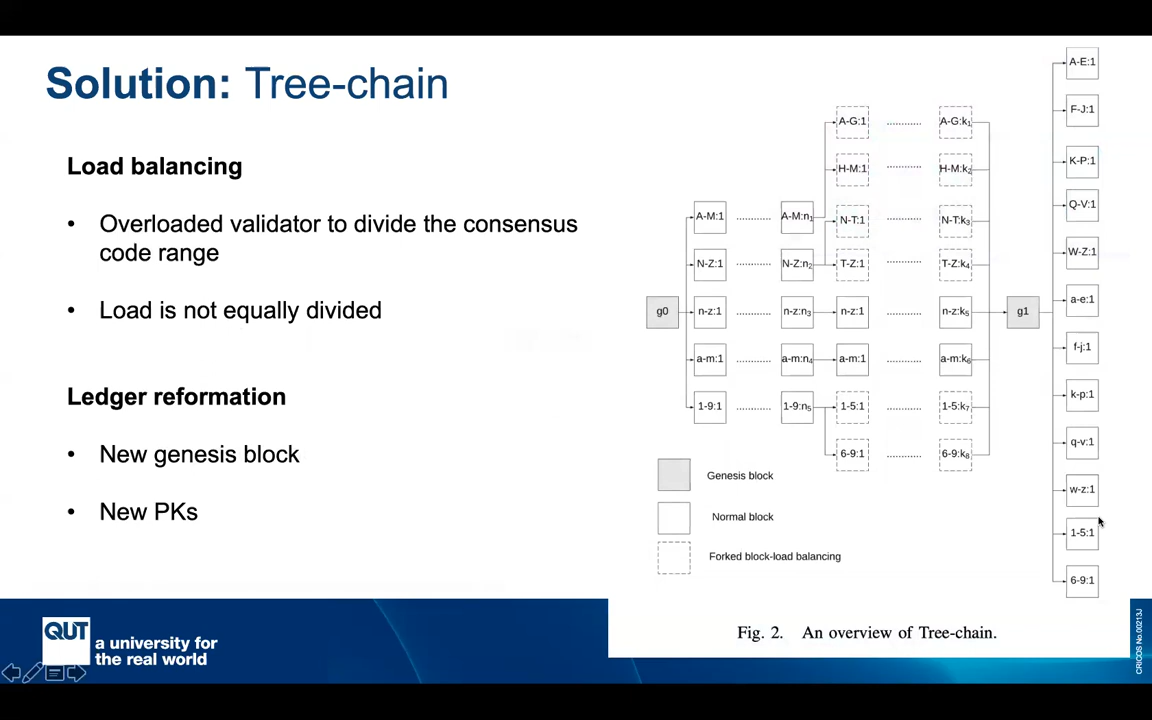 Solution: Tree-chain
Load balancing
• Overloaded validator to divide the consensus
code range
• Load is not equally divided
Ledger reformation
• New genesis block
• New PKs
g0
A-M:1
N-Z:1
n-z:1
a-m:1
1-9:1
A-M:n₁
N-Z:n₂
n-z:n₃
a-m:n₄
1-9:n₅
A-G:1
H-M:1
N-T:1
T-Z:1
n-z:1
a-m:1
1-5:1
6-9:1
A-G:k₁
H-M:k₂
N-T:k₃
T-Z:k₄
n-z:k₅
a-m:k₆
1-5:k₇
6-9:k₈
g1
A-E:1
F-J:1
K-P:1
Q-V:1
W-Z:1
a-e:1
f-j:1
k-p:1
q-v:1
w-z:1
1-5:1
6-9:1
Genesis block
Normal block
Forked block-load balancing
Fig. 2. An overview of Tree-chain.
QUT
a university for
the real world
CRICOS No.00213J